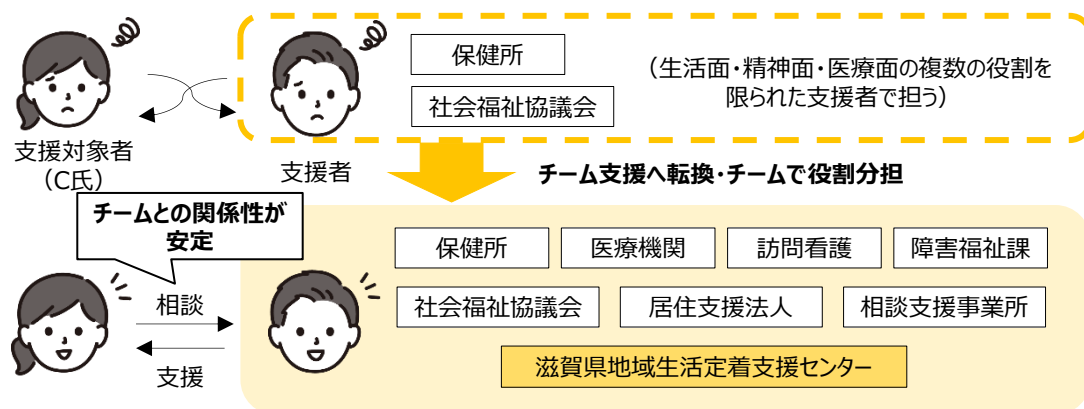 保健所
社会福祉協議会
（生活面・精神面・医療面の複数の役割を
限られた支援者で担う）
支援対象者
（C氏）
支援者
チーム支援へ転換・チームで役割分担
チームとの関係性が
安定
相談
支援
保健所
医療機関
訪問看護
障害福祉課
社会福祉協議会
居住支援法人
相談支援事業所
滋賀県地域生活定着支援センター